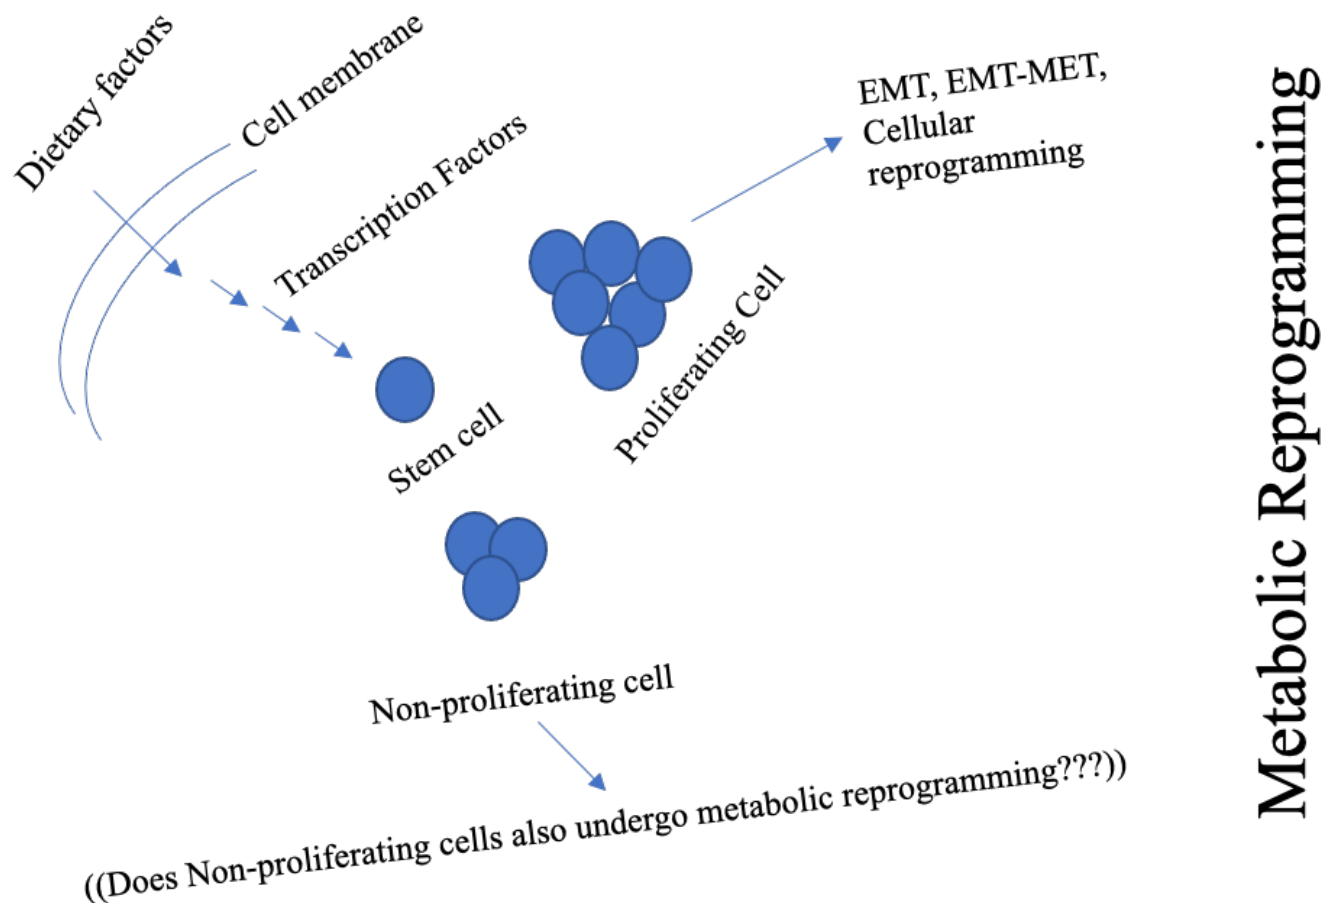 Dietary factors
Cell membrane
Transcription Factors
EMT, EMT-MET,
Cellular
reprogramming
Proliferating Cell
Stem cell
Non-proliferating cell
((Does Non-proliferating cells also undergo metabolic reprogramming???))
Metabolic Reprogramming